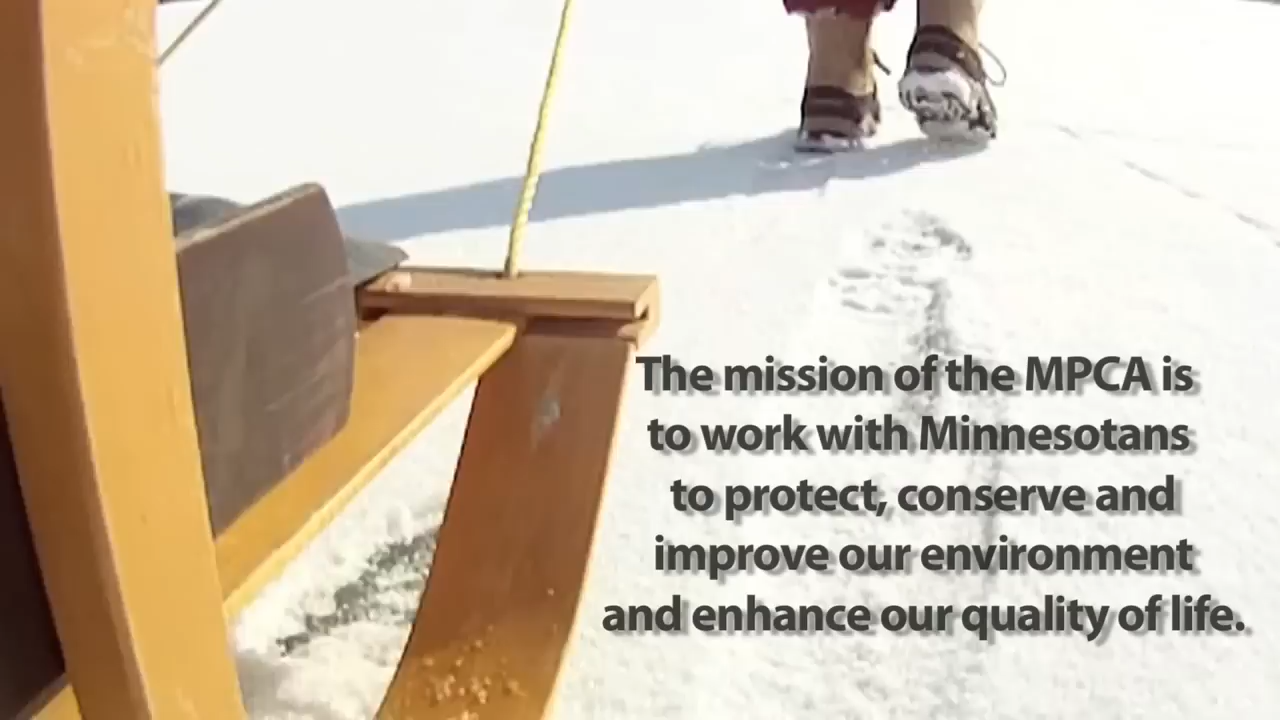 The mission of the MPCA is
to work with Minnesotans
to protect, conserve and
improve our environment
and enhance our quality of life.